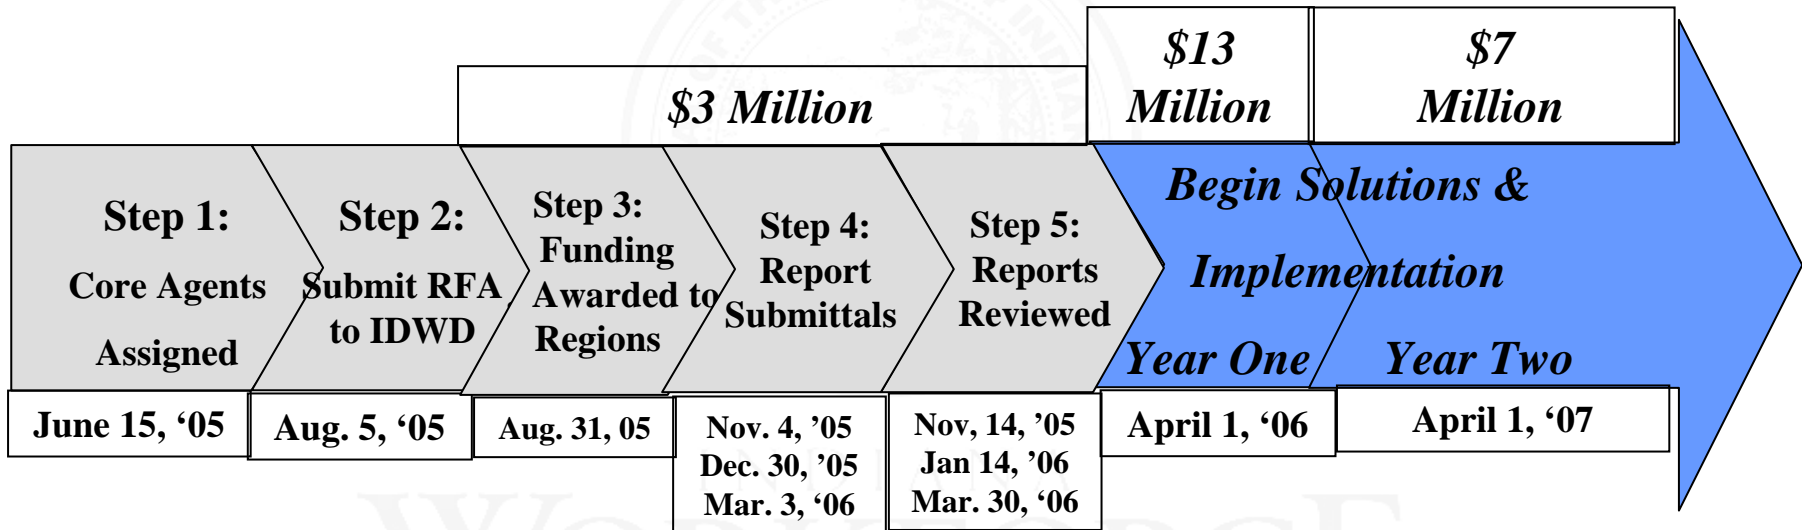 $3 Million
$13
Million
$7
Million
Step 1:
Core Agents
Assigned
Step 2:
Submit RFA
to IDWD
Step 3:
Funding
Awarded to
Regions
Step 4:
Report
Submittals
Step 5:
Reports
Reviewed
Begin Solutions &
Implementation
Year One
Year Two
June 15, ‘05
Aug. 5, ‘05
Aug. 31, 05
Nov. 4, ’05
Dec. 30, ’05
Mar. 3, ‘06
Nov, 14, ’05
Jan 14, ’06
Mar. 30, ‘06
April 1, ‘06
April 1, ‘07
INDIANA
WORKFORCE